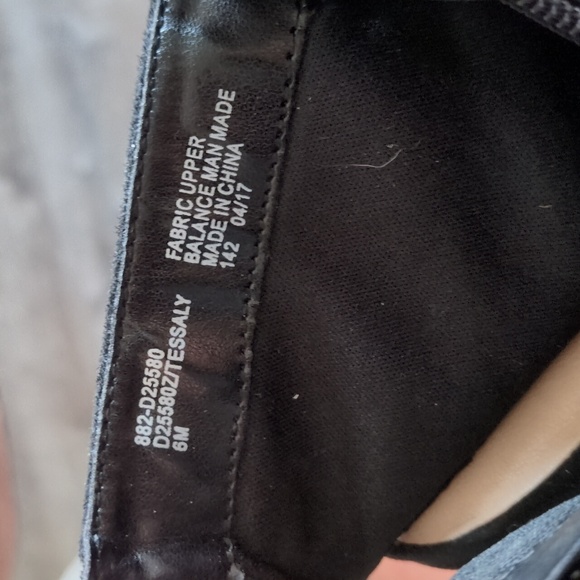 882-D25580
D25580Z/TESSALY
6M
FABRIC UPPER
BALANCE MAN MADE
MADE IN CHINA
142 04/17